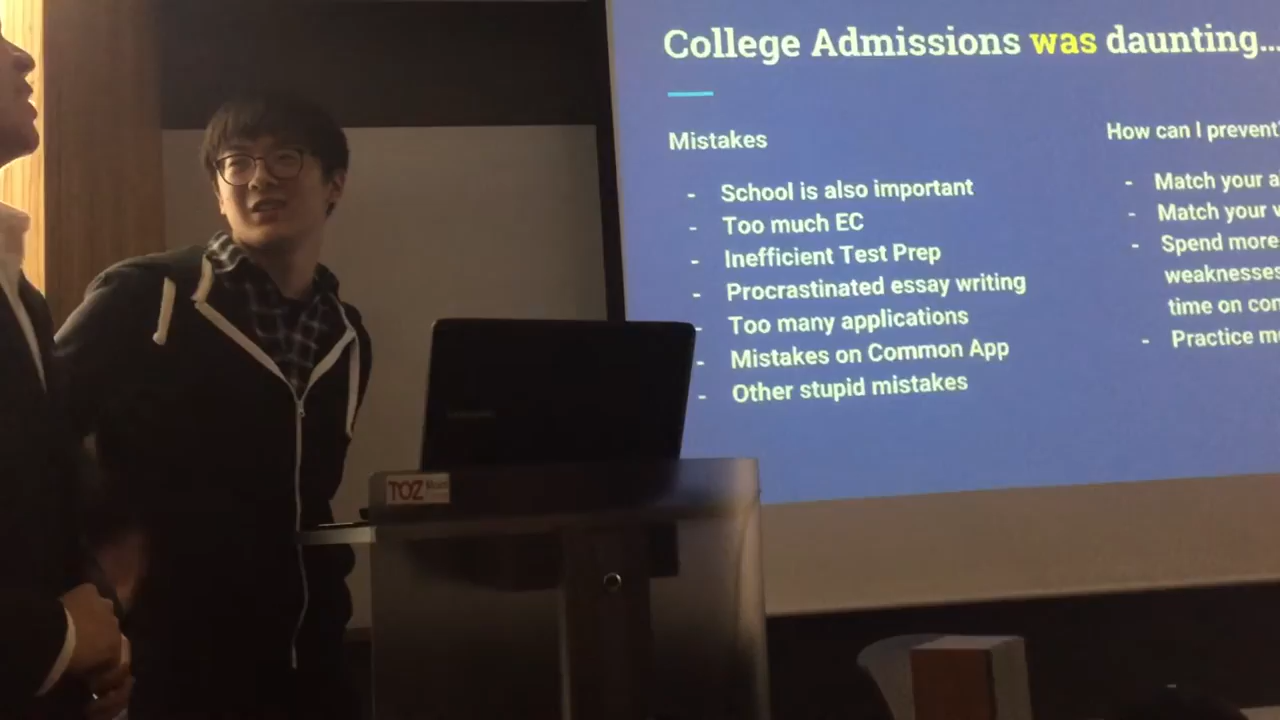 College Admissions was daunting...
Mistakes
- School is also important
- Too much EC
- Inefficient Test Prep
- Procrastinated essay writing
- Too many applications
- Mistakes on Common App
- Other stupid mistakes
How can I prevent
- Match your
- Match your
- Spend more
weaknesses
time on
- Practice
TOZ